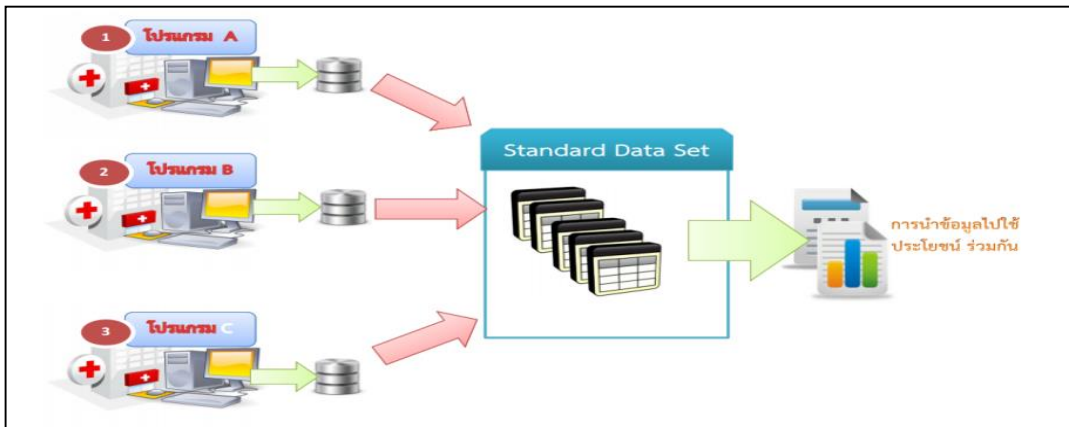 1
โปรแกรม A
2
โปรแกรม B
3
โปรแกรม C
Standard Data Set
การนำข้อมูลไปใช้
ประโยชน์ ร่วมกัน